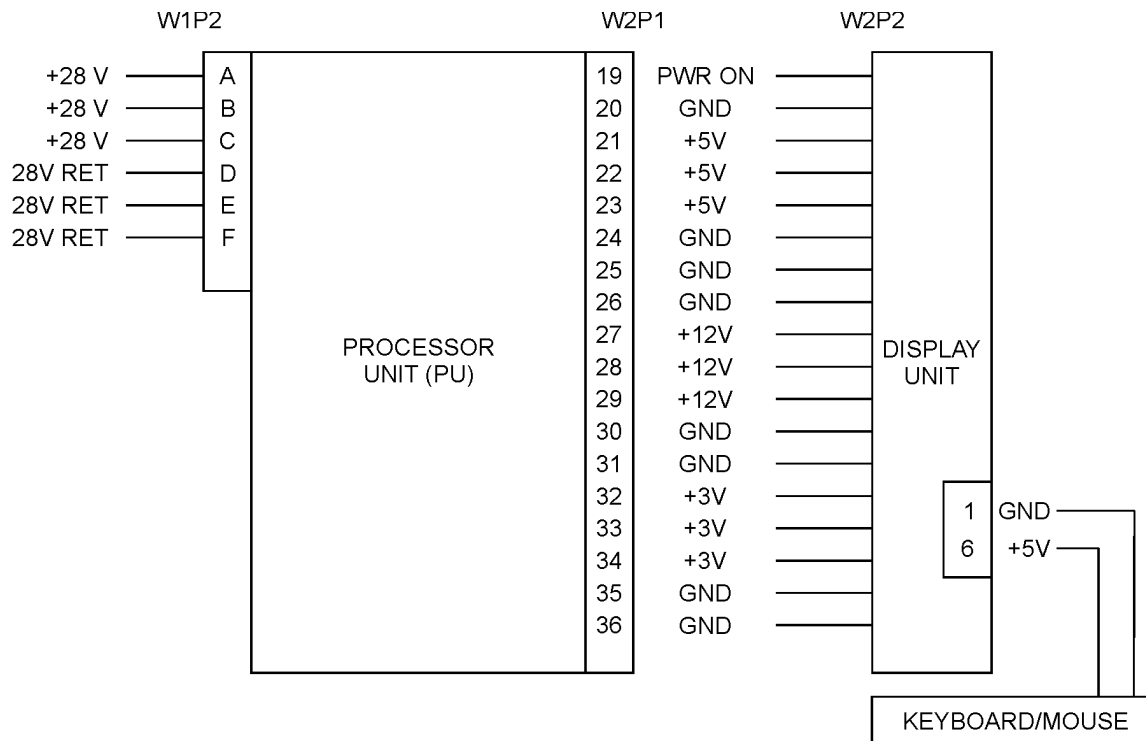 W1P2 W2P1 W2P2
+28 V A 19 PWR ON
+28 V B 20 GND
+28 V C 21 +5V
28V RET D 22 +5V
28V RET E 23 +5V
28V RET F 24 GND
25 GND
26 GND
27 +12V
28 +12V
29 +12V
30 GND
31 GND
32 +3V
33 +3V
34 +3V
35 GND
36 GND
PROCESSOR
UNIT (PU)
DISPLAY
UNIT
1 GND
6 +5V
KEYBOARD/MOUSE